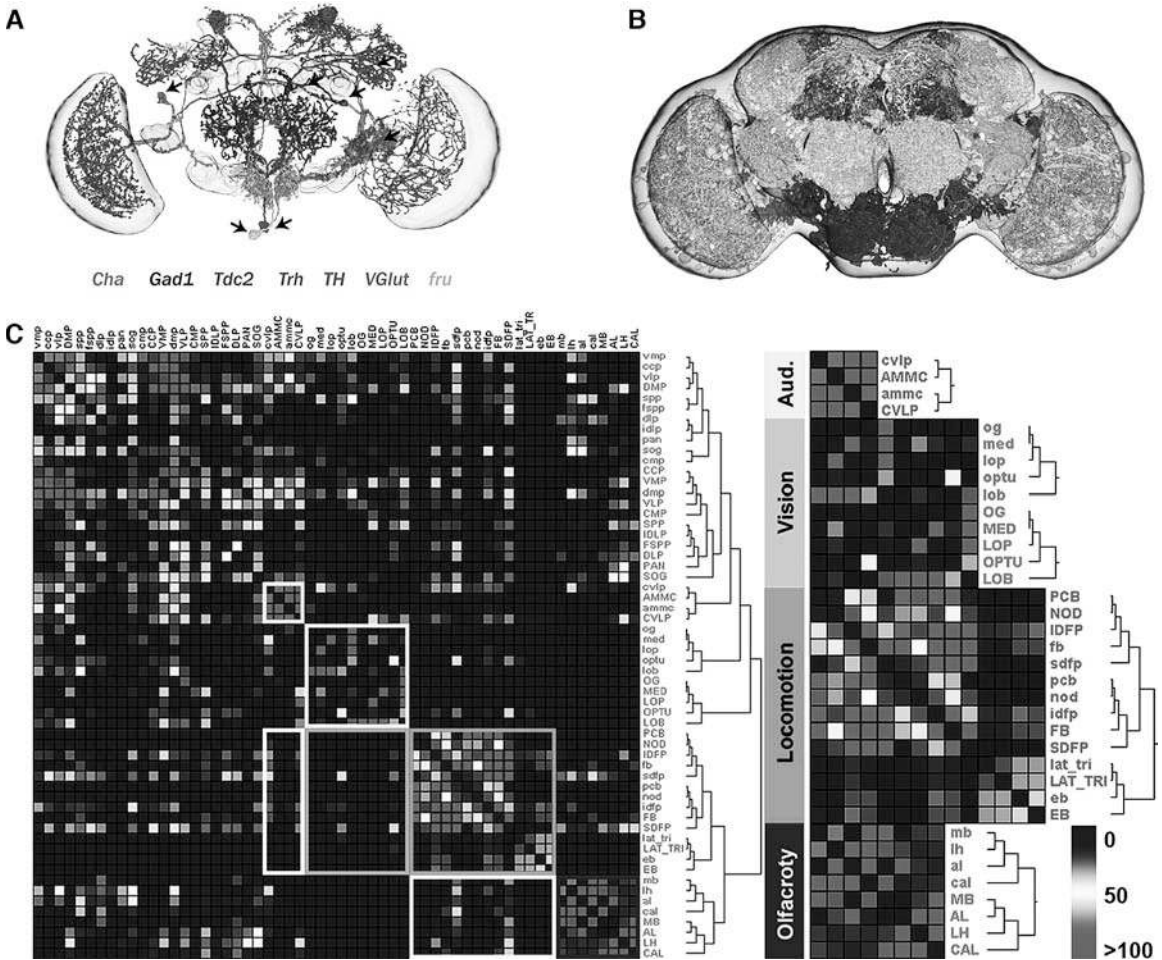 A
B
Cha Gad1 Tdc2 Trh TH VGlut fru
C
vmp ccp vlp DMP spp fspp dlp idlp pan sog cmp CCP VMP dmp VLP CMP SPP IDLP FSPP DLP PAN SOG cvlp AMMC ammc CVLP og med lop optu lob OG MED LOP OPTU LOB PCB NOD IDFP fb sdfp pcb nod idfp FB SDFP lat_tri LAT_TR eb EB mb lh al cal MB AL LH CAL
vmp
ccp
vlp
DMP
spp
fspp
dlp
idlp
pan
sog
cmp
CCP
VMP
dmp
VLP
CMP
SPP
IDLP
FSPP
DLP
PAN
SOG
cvlp
AMMC
ammc
CVLP
og
med
lop
optu
lob
OG
MED
LOP
OPTU
LOB
PCB
NOD
IDFP
fb
sdfp
pcb
nod
idfp
FB
SDFP
lat_tri
LAT_TRI
eb
EB
mb
lh
al
cal
MB
AL
LH
CAL
Aud.
cvlp
AMMC
ammc
CVLP
Vision
og
med
lop
optu
lob
OG
MED
LOP
OPTU
LOB
Locomotion
PCB
NOD
IDFP
fb
sdfp
pcb
nod
idfp
FB
SDFP
lat_tri
LAT_TRI
eb
EB
Olfacroty
mb
lh
al
cal
MB
AL
LH
CAL
0
50
>100